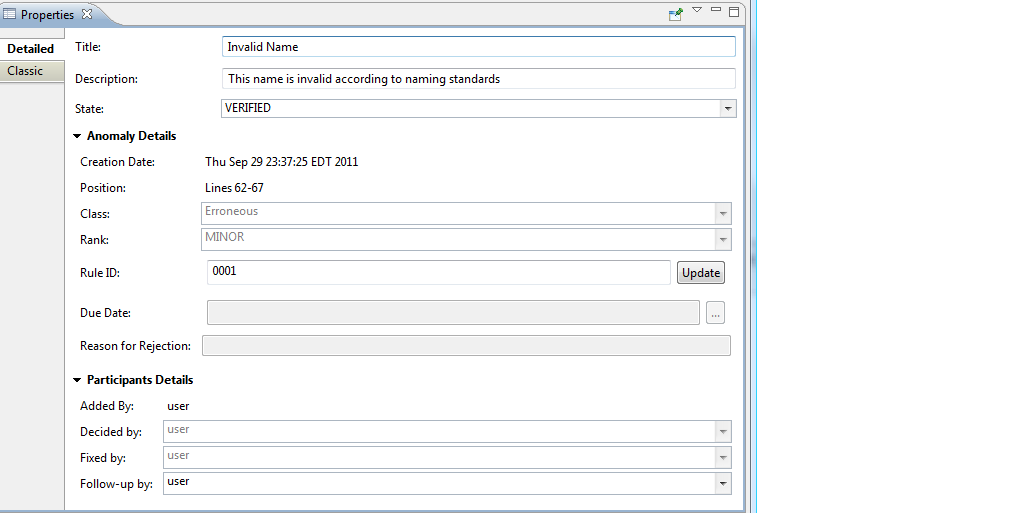 Properties
Detailed
Classic
Title: Invalid Name
Description: This name is invalid according to naming standards
State: VERIFIED
Anomaly Details
Creation Date: Thu Sep 29 23:37:25 EDT 2011
Position: Lines 62-67
Class: Erroneous
Rank: MINOR
Rule ID: 0001 Update
Due Date: ...
Reason for Rejection:
Participants Details
Added By: user
Decided by: user
Fixed by: user
Follow-up by: user